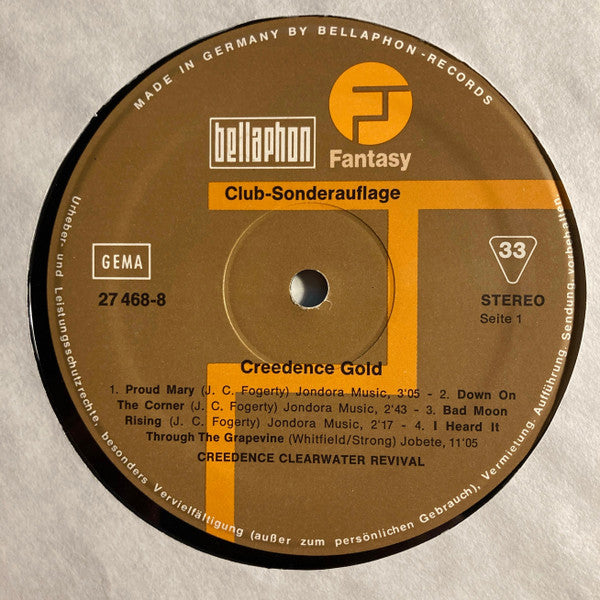 MADE IN GERMANY BY BELLAPHON-RECORDS
bellaphon
Fantasy
Club-Sonderauflage
GEMA
33
27 468-8
STEREO
Seite 1
Creedence Gold
1. Proud Mary (J. C. Fogerty) Jondora Music, 3'05 - 2. Down On
The Corner (J. C. Fogerty) Jondora Music, 2'43 - 3. Bad Moon
Rising (J. C. Fogerty) Jondora Music, 2'17 - 4. I Heard It
Through The Grapevine (Whitfield/Strong) Jobete, 11'05
CREEDENCE CLEARWATER REVIVAL
Urheber- und Leistungsschutzrechte, besonders Vervielfältigung (außer zum persönlichen Gebrauch), Vermietung, Aufführung, Sendung, vorbehalten.